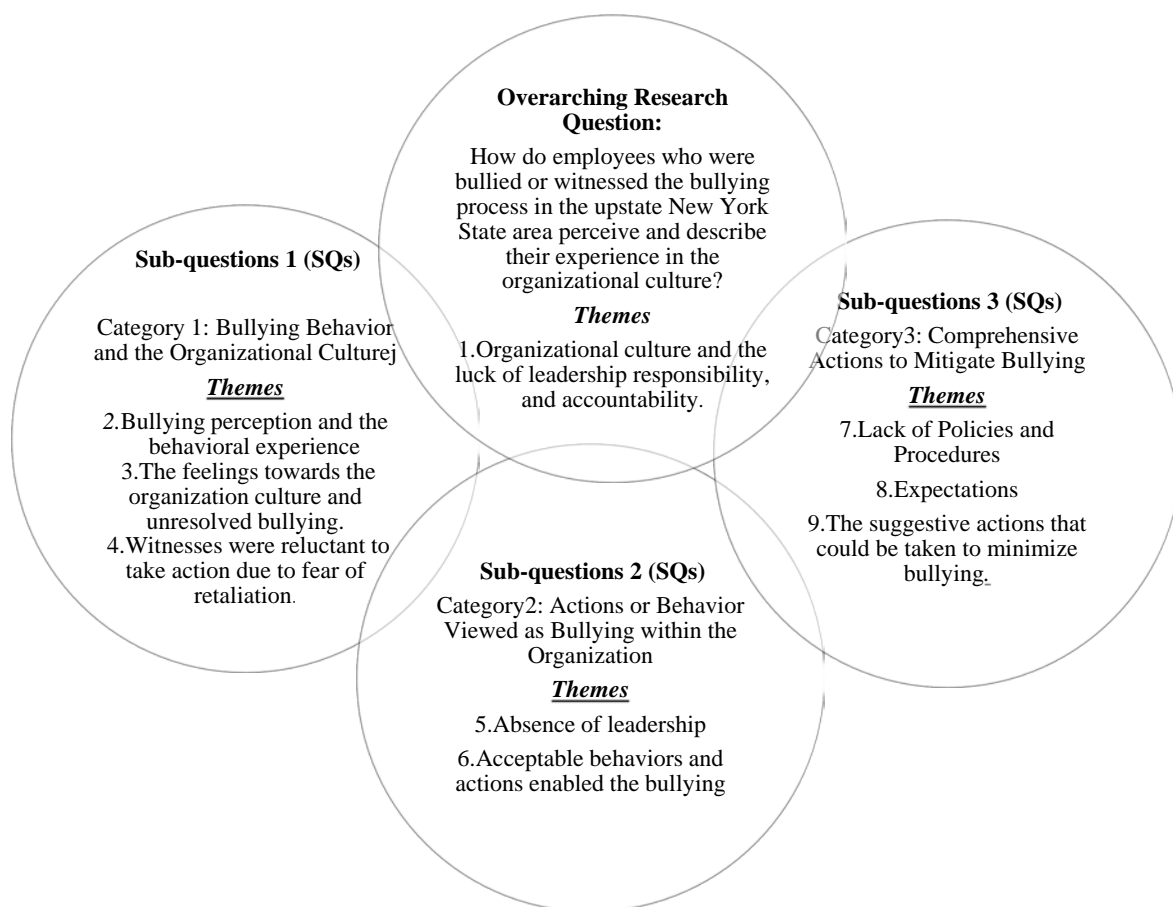 Overarching Research
Question:
How do employees who were
bullied or witnessed the bullying
process in the upstate New York
State area perceive and describe
their experience in the
organizational culture?
Themes
1.Organizational culture and the
luck of leadership responsibility,
and accountability.
Sub-questions 1 (SQs)
Category 1: Bullying Behavior
and the Organizational Culturej
Themes
2.Bullying perception and the
behavioral experience
3.The feelings towards the
organization culture and
unresolved bullying.
4.Witnesses were reluctant to
take action due to fear of
retaliation.
Sub-questions 2 (SQs)
Category2: Actions or Behavior
Viewed as Bullying within the
Organization
Themes
5.Absence of leadership
6.Acceptable behaviors and
actions enabled the bullying
Sub-questions 3 (SQs)
Category3: Comprehensive
Actions to Mitigate Bullying
Themes
7.Lack of Policies and
Procedures
8.Expectations
9.The suggestive actions that
could be taken to minimize
bullying.